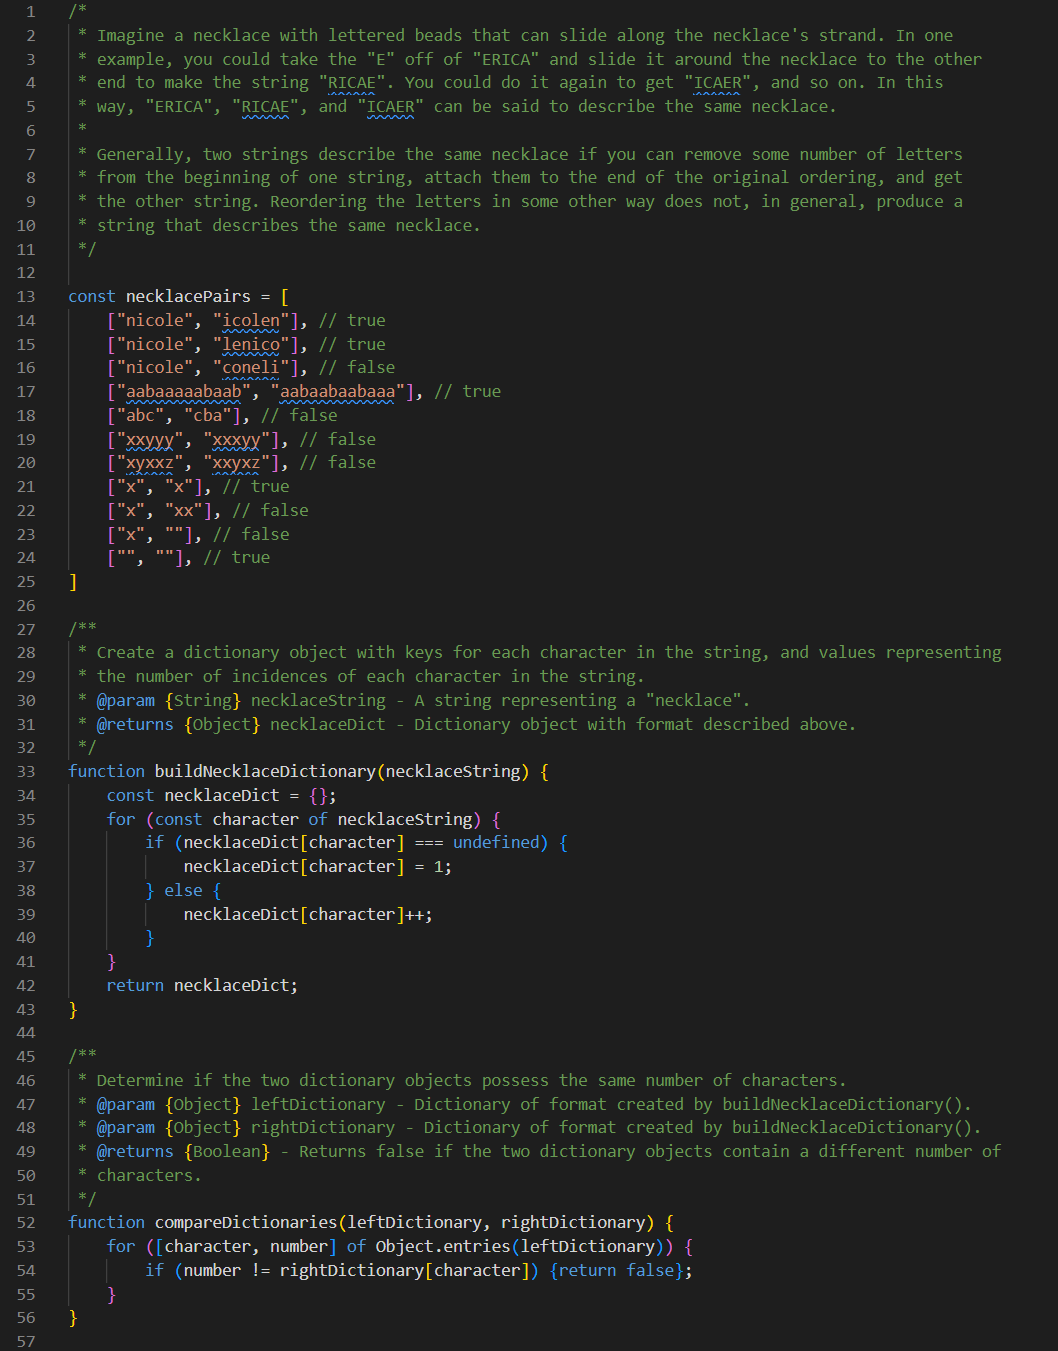 1 /*
2  * Imagine a necklace with lettered beads that can slide along the necklace's strand. In one
3  * example, you could take the "E" off of "ERICA" and slide it around the necklace to the other
4  * end to make the string "RICAE". You could do it again to get "ICAER", and so on. In this
5  * way, "ERICA", "RICAE", and "ICAER" can be said to describe the same necklace.
6  *
7  * Generally, two strings describe the same necklace if you can remove some number of letters
8  * from the beginning of one string, attach them to the end of the original ordering, and get
9  * the other string. Reordering the letters in some other way does not, in general, produce a
10  * string that describes the same necklace.
11  */
12
13 const necklacePairs = [
14     ["nicole", "icolen"], // true
15     ["nicole", "lenico"], // true
16     ["nicole", "coneli"], // false
17     ["aabaaaaabaab", "aabaabaabaaa"], // true
18     ["abc", "cba"], // false
19     ["xxyyy", "xxxyy"], // false
20     ["xyxxz", "xxyxz"], // false
21     ["x", "x"], // true
22     ["x", "xx"], // false
23     ["x", ""], // false
24     ["", ""], // true
25 ]
26
27 /**
28  * Create a dictionary object with keys for each character in the string, and values representing
29  * the number of incidences of each character in the string.
30  * @param {String} necklaceString - A string representing a "necklace".
31  * @returns {Object} necklaceDict - Dictionary object with format described above.
32  */
33 function buildNecklaceDictionary(necklaceString) {
34     const necklaceDict = {};
35     for (const character of necklaceString) {
36         if (necklaceDict[character] === undefined) {
37             necklaceDict[character] = 1;
38         } else {
39             necklaceDict[character]++;
40         }
41     }
42     return necklaceDict;
43 }
44
45 /**
46  * Determine if the two dictionary objects possess the same number of characters.
47  * @param {Object} leftDictionary - Dictionary of format created by buildNecklaceDictionary().
48  * @param {Object} rightDictionary - Dictionary of format created by buildNecklaceDictionary().
49  * @returns {Boolean} - Returns false if the two dictionary objects contain a different number of
50  * characters.
51  */
52 function compareDictionaries(leftDictionary, rightDictionary) {
53     for ([character, number] of Object.entries(leftDictionary)) {
54         if (number != rightDictionary[character]) {return false};
55     }
56 }
57